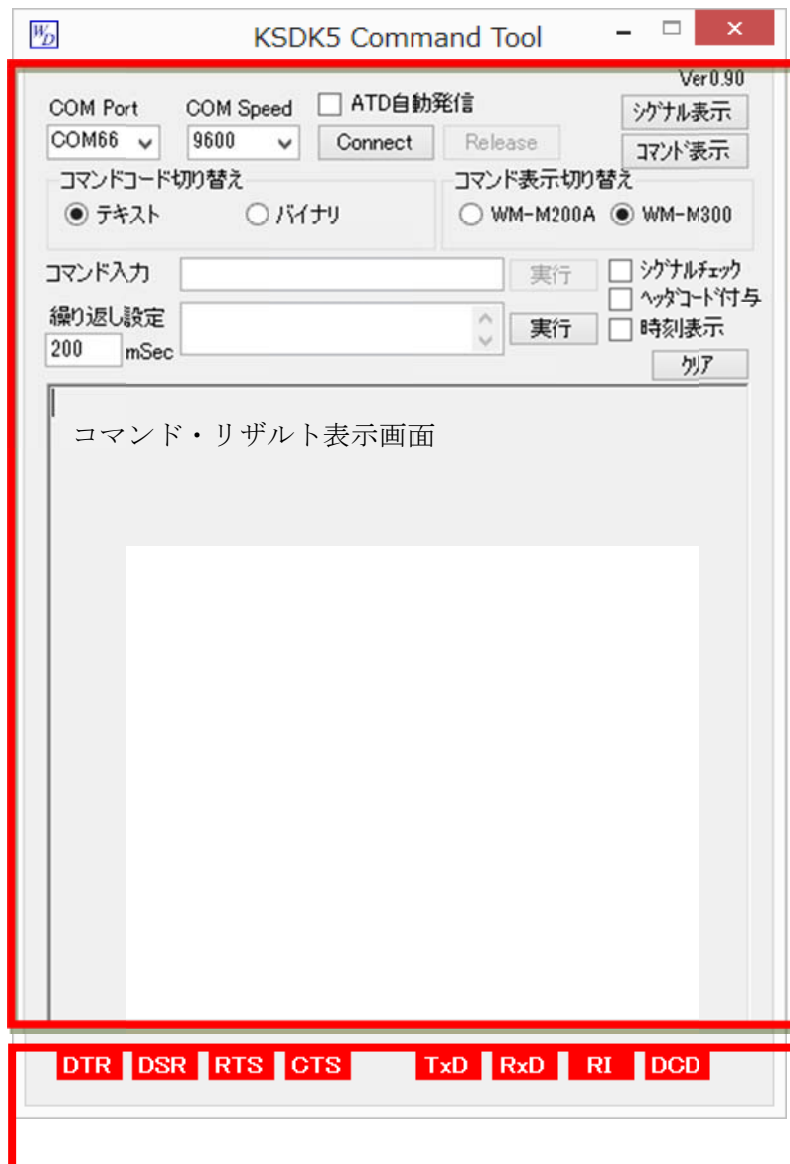 WD
KSDK5 Command Tool
Ver0.90
COM Port
COM Speed
ATD自動発信
シグナル表示
COM66
9600
Connect
Release
コマンド表示
コマンドコード切り替え
コマンド表示切り替え
テキスト
バイナリ
WM-M200A
WM-M300
コマンド入力
実行
シグナルチェック
ヘッダコード付与
繰り返し設定
実行
時刻表示
200
mSec
クリア
コマンド・リザルト表示画面
DTR DSR RTS CTS TxD RxD RI DCD